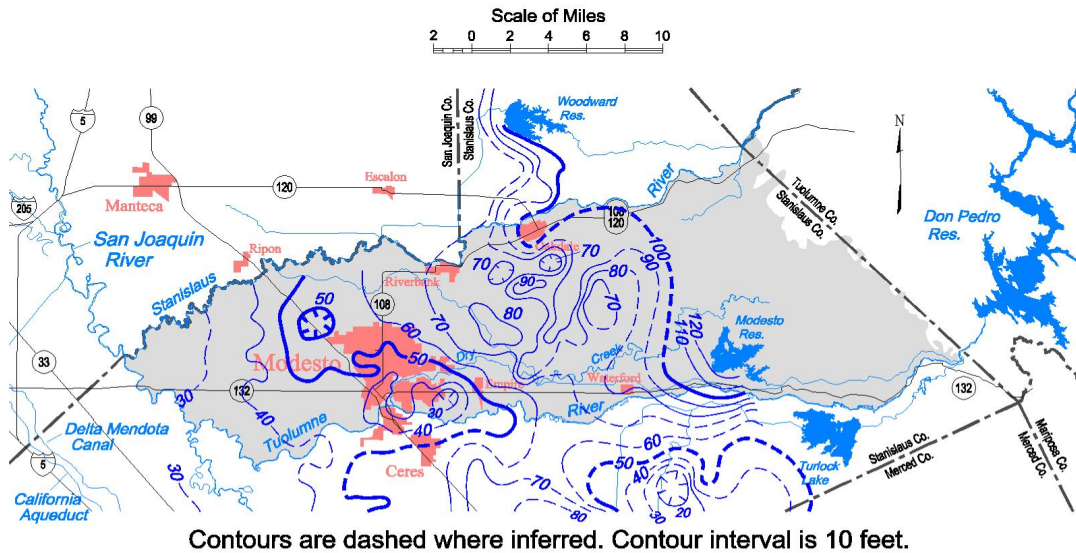 Scale of Miles
2 0 2 4 6 8 10
Woodward
Res.
San Joaquin Co.
Stanislaus Co.
5
99
N
Escalon
120
River
Tuolumne Co.
Stanislaus Co.
205
Manteca
108
120
Don Pedro
Res.
San Joaquin
River
Ripon
Oakdale
100
90
70
70
80
Riverbank
90
Stanislaus
50
108
70
80
120
110
60
70
Modesto
Res.
33
Modesto
50
Dry
Creek
30
132
Empire
Waterford
132
40
30
River
Tuolumne
40
60
Delta Mendota
Canal
Ceres
50
40
Turlock
Lake
Stanislaus Co.
Merced Co.
Mariposa Co.
Merced Co.
30
70
5
20
California
Aqueduct
80
Contours are dashed where inferred. Contour interval is 10 feet.